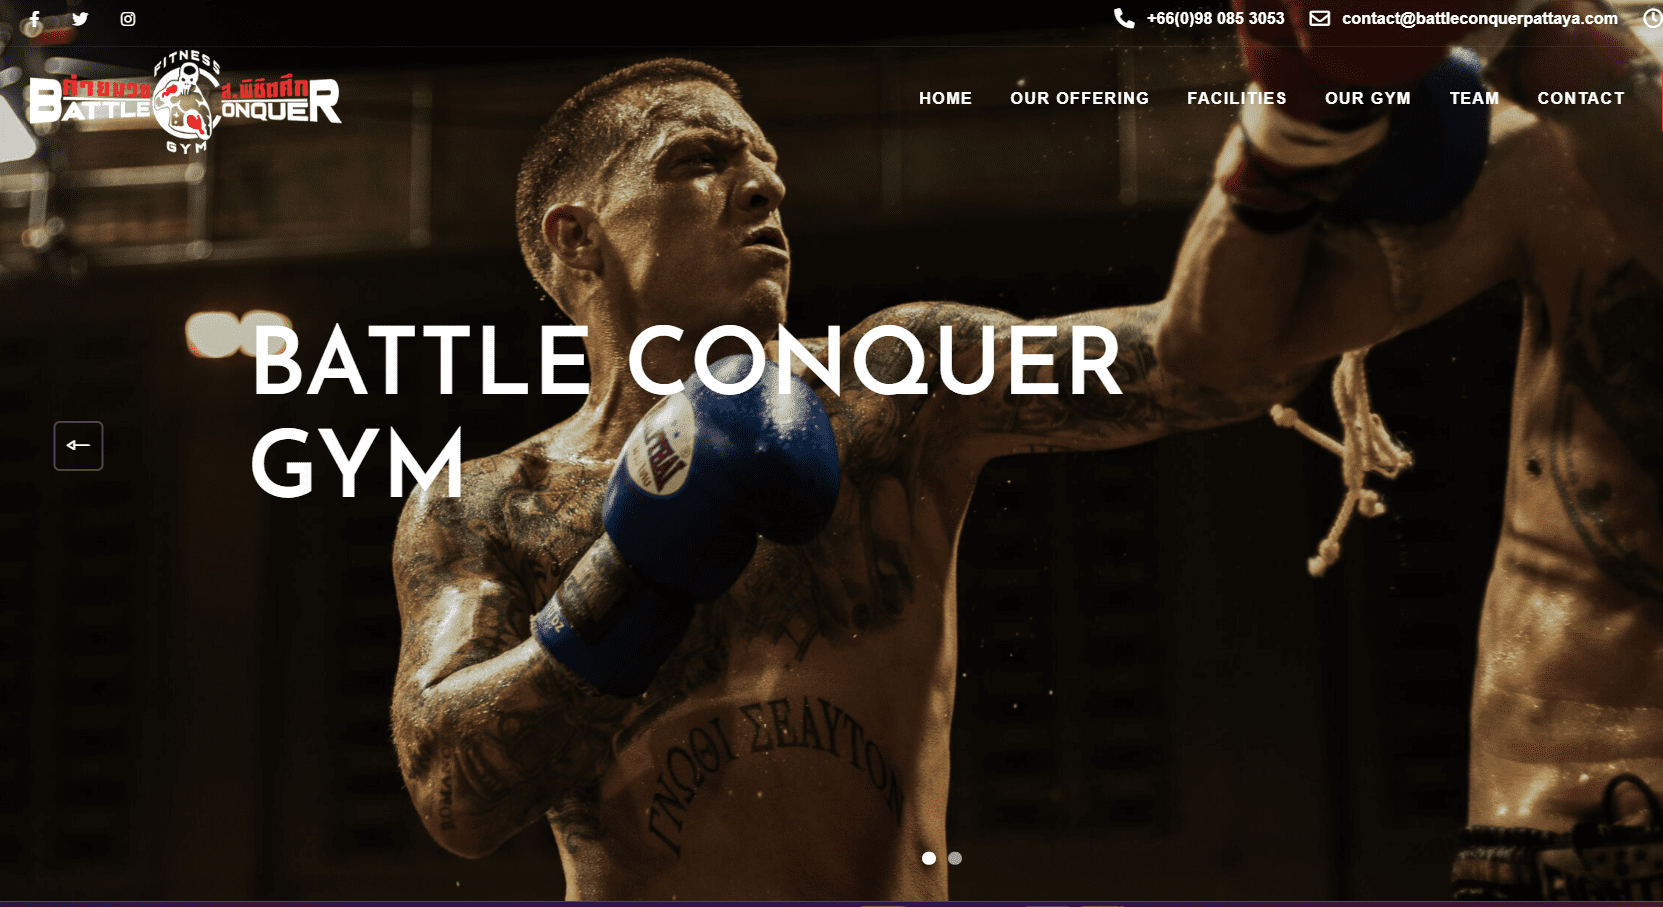 +66(0)98 085 3053 contact@battleconquerpattaya.com
FITNESS
ค่ายมวย ส.พิชิตศึก
BATTLE CONQUER
GYM
HOME OUR OFFERING FACILITIES OUR GYM TEAM CONTACT
BATTLE CONQUER
GYM
ΓΝΩΘΙ ΣΕΑΥΤΟΝ